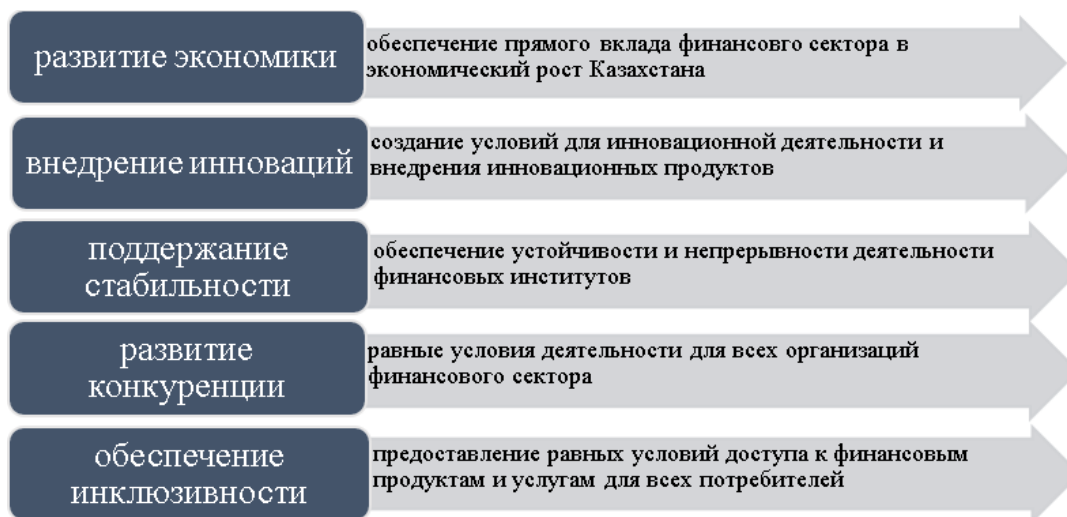 развитие экономики
обеспечение прямого вклада финансовго сектора в
экономический рост Казахстана
внедрение инноваций
создание условий для инновационной деятельности и
внедрения инновационных продуктов
поддержание
стабильности
обеспечение устойчивости и непрерывности деятельности
финансовых институтов
развитие
конкуренции
равные условия деятельности для всех организаций
финансового сектора
обеспечение
инклюзивности
предоставление равных условий доступа к финансовым
продуктам и услугам для всех потребителей